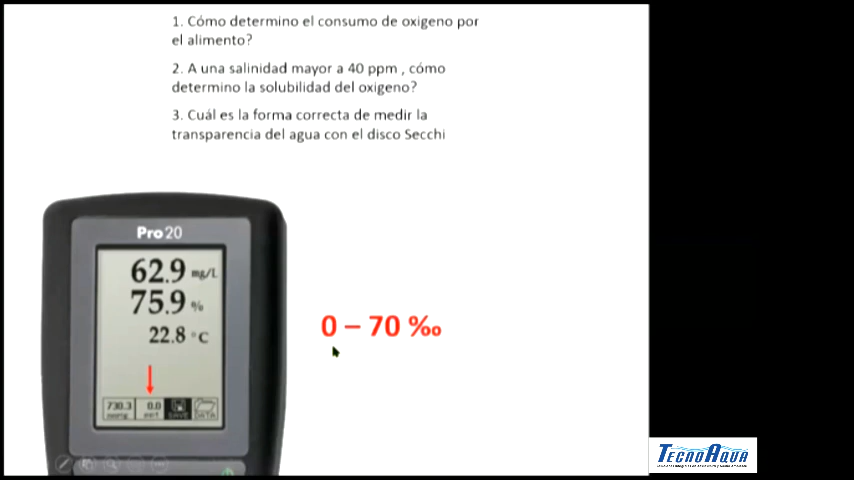 1. Cómo determino el consumo de oxigeno por
el alimento?
2. A una salinidad mayor a 40 ppm , cómo
determino la solubilidad del oxigeno?
3. Cuál es la forma correcta de medir la
transparencia del agua con el disco Secchi
Pro20
62.9 mg/L
75.9 %
22.8 °C
0 – 70 ‰
730.3 0.0
SAVE DATA
TECNOAQUA